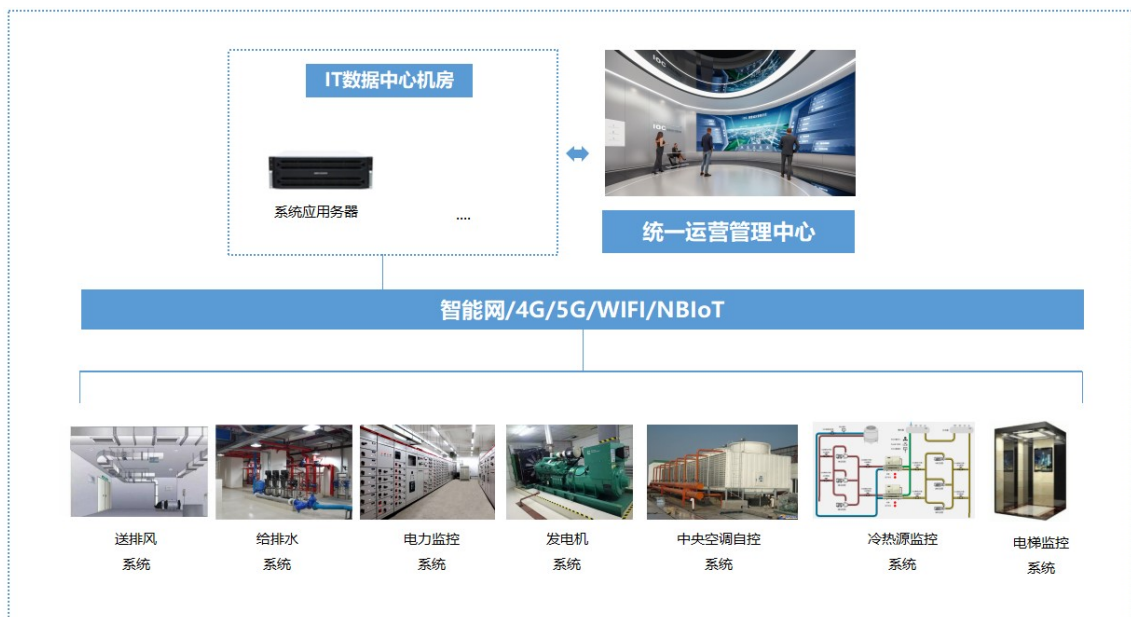 IT数据中心机房
IOC
IOC
系统应用务器
....
统一运营管理中心
智能网/4G/5G/WIFI/NBIoT
送排风
系统
给排水
系统
电力监控
系统
发电机
系统
中央空调自控
系统
冷热源监控
系统
电梯监控
系统